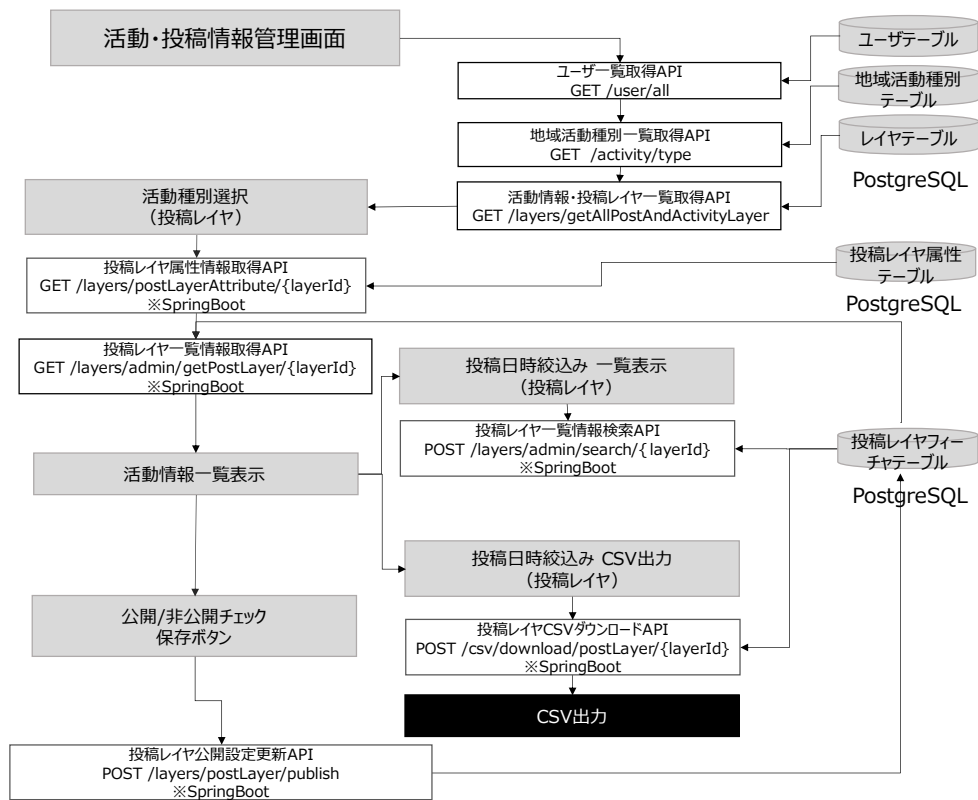 活動・投稿情報管理画面
ユーザテーブル
ユーザ一覧取得API
GET /user/all
地域活動種別
テーブル
地域活動種別一覧取得API
GET /activity/type
レイヤテーブル
PostgreSQL
活動種別選択
（投稿レイヤ）
活動情報・投稿レイヤ一覧取得API
GET /layers/getAllPostAndActivityLayer
投稿レイヤ属性情報取得API
GET /layers/postLayerAttribute/{layerId}
※SpringBoot
投稿レイヤ属性
テーブル
PostgreSQL
投稿レイヤ一覧情報取得API
GET /layers/admin/getPostLayer/{layerId}
※SpringBoot
投稿日時絞込み 一覧表示
（投稿レイヤ）
投稿レイヤ一覧情報検索API
POST /layers/admin/search/{layerId}
※SpringBoot
投稿レイヤフィー
チャテーブル
PostgreSQL
活動情報一覧表示
投稿日時絞込み CSV出力
（投稿レイヤ）
公開/非公開チェック
保存ボタン
投稿レイヤCSVダウンロードAPI
POST /csv/download/postLayer/{layerId}
※SpringBoot
CSV出力
投稿レイヤ公開設定更新API
POST /layers/postLayer/publish
※SpringBoot